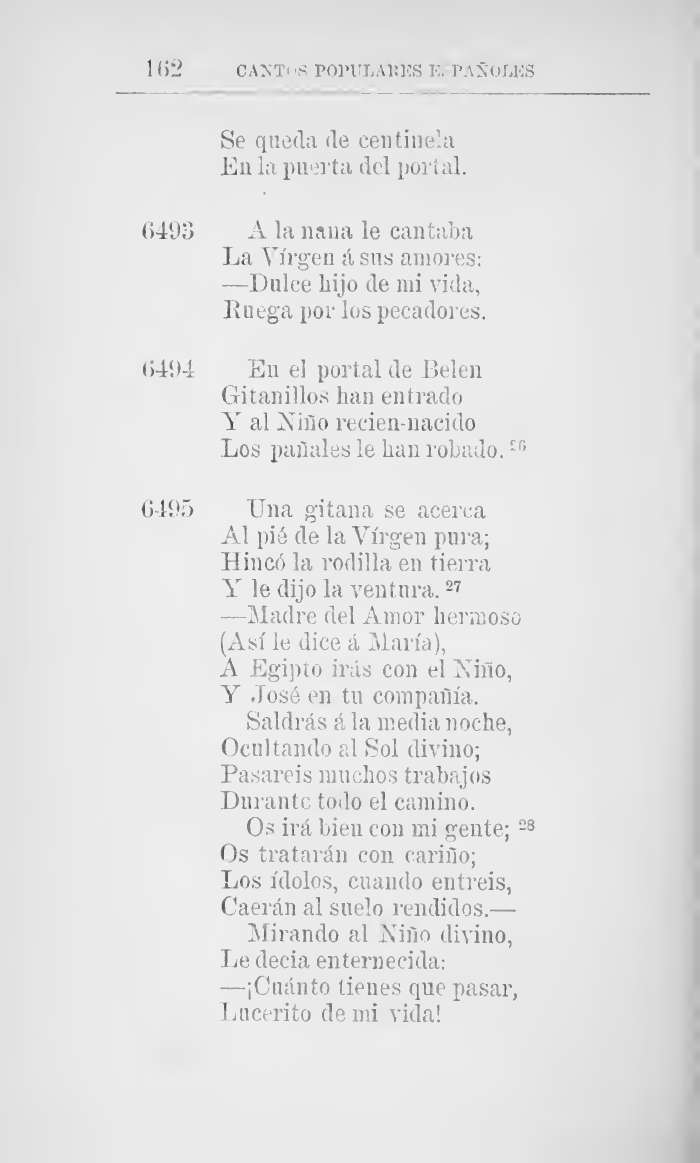 162 CANTOS POPULARES ESPAÑOLES
Se queda de centinela
En la puerta del portal.
6493 A la nana le cantaba
La Vírgen á sus amores:
—Dulce hijo de mi vida,
Ruega por los pecadores.
6494 En el portal de Belen
Gitanillos han entrado
Y al Niño recien-nacido
Los pañales le han robado. 26
6495 Una gitana se acerca
Al pié de la Vírgen pura;
Hincó la rodilla en tierra
Y le dijo la ventura. 27
—Madre del Amor hermoso
(Así le dice á María),
A Egipto irás con el Niño,
Y José en tu compañía.
Saldrás á la media noche,
Ocultando al Sol divino;
Pasareis muchos trabajos
Durante todo el camino.
Os irá bien con mi gente; 28
Os tratarán con cariño;
Los ídolos, cuando entreis,
Caerán al suelo rendidos.—
Mirando al Niño divino,
Le decia enternecida:
—¡Cuánto tienes que pasar,
Lucerito de mi vida!